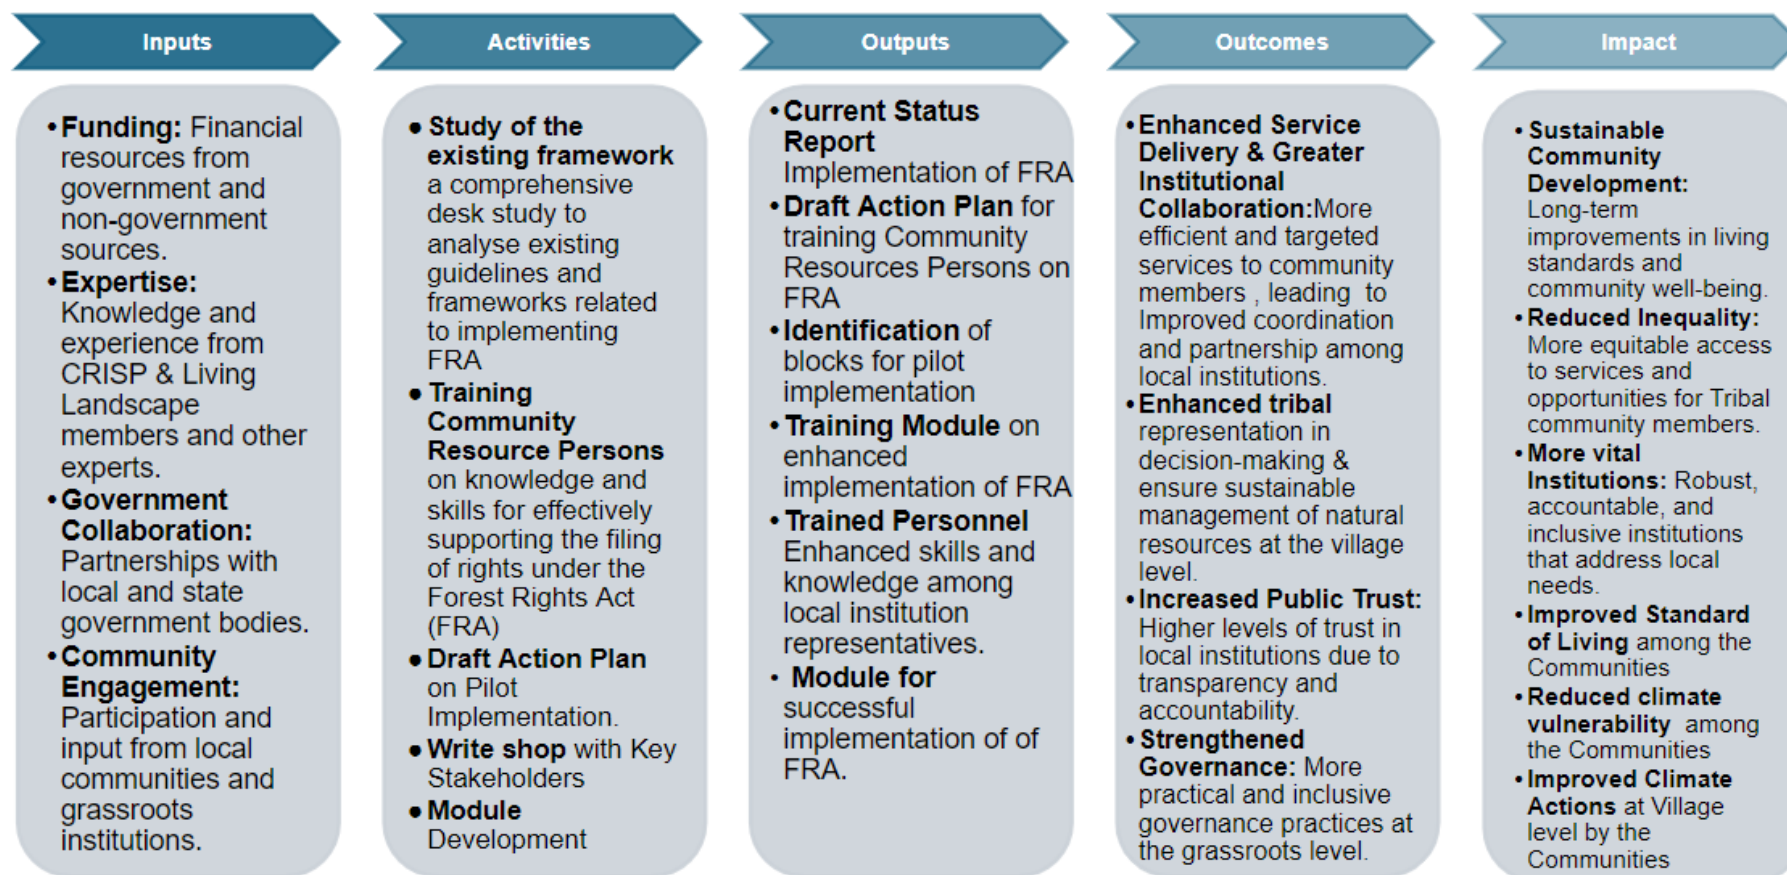 Inputs
Activities
Outputs
Outcomes
Impact
•Funding: Financial
resources from
government and
non-government
sources.
•Expertise:
Knowledge and
experience from
CRISP & Living
Landscape
members and other
experts.
•Government
Collaboration:
Partnerships with
local and state
government bodies.
•Community
Engagement:
Participation and
input from local
communities and
grassroots
institutions.
● Study of the
existing framework
a comprehensive
desk study to
analyse existing
guidelines and
frameworks related
to implementing
FRA
● Training
Community
Resource Persons
on knowledge and
skills for effectively
supporting the filing
of rights under the
Forest Rights Act
(FRA)
● Draft Action Plan
on Pilot
Implementation.
● Write shop with Key
Stakeholders
● Module
Development
•Current Status
Report
Implementation of FRA
•Draft Action Plan for
training Community
Resources Persons on
FRA
•Identification of
blocks for pilot
implementation
•Training Module on
enhanced
implementation of FRA
•Trained Personnel
Enhanced skills and
knowledge among
local institution
representatives.
• Module for
successful
implementation of of
FRA.
•Enhanced Service
Delivery & Greater
Institutional
Collaboration:More
efficient and targeted
services to community
members , leading to
Improved coordination
and partnership among
local institutions.
•Enhanced tribal
representation in
decision-making &
ensure sustainable
management of natural
resources at the village
level.
•Increased Public Trust:
Higher levels of trust in
local institutions due to
transparency and
accountability.
•Strengthened
Governance: More
practical and inclusive
governance practices at
the grassroots level.
•Sustainable
Community
Development:
Long-term
improvements in living
standards and
community well-being.
•Reduced Inequality:
More equitable access
to services and
opportunities for Tribal
community members.
•More vital
Institutions: Robust,
accountable, and
inclusive institutions
that address local
needs.
•Improved Standard
of Living among the
Communities
•Reduced climate
vulnerability among
the Communities
•Improved Climate
Actions at Village
level by the
Communities